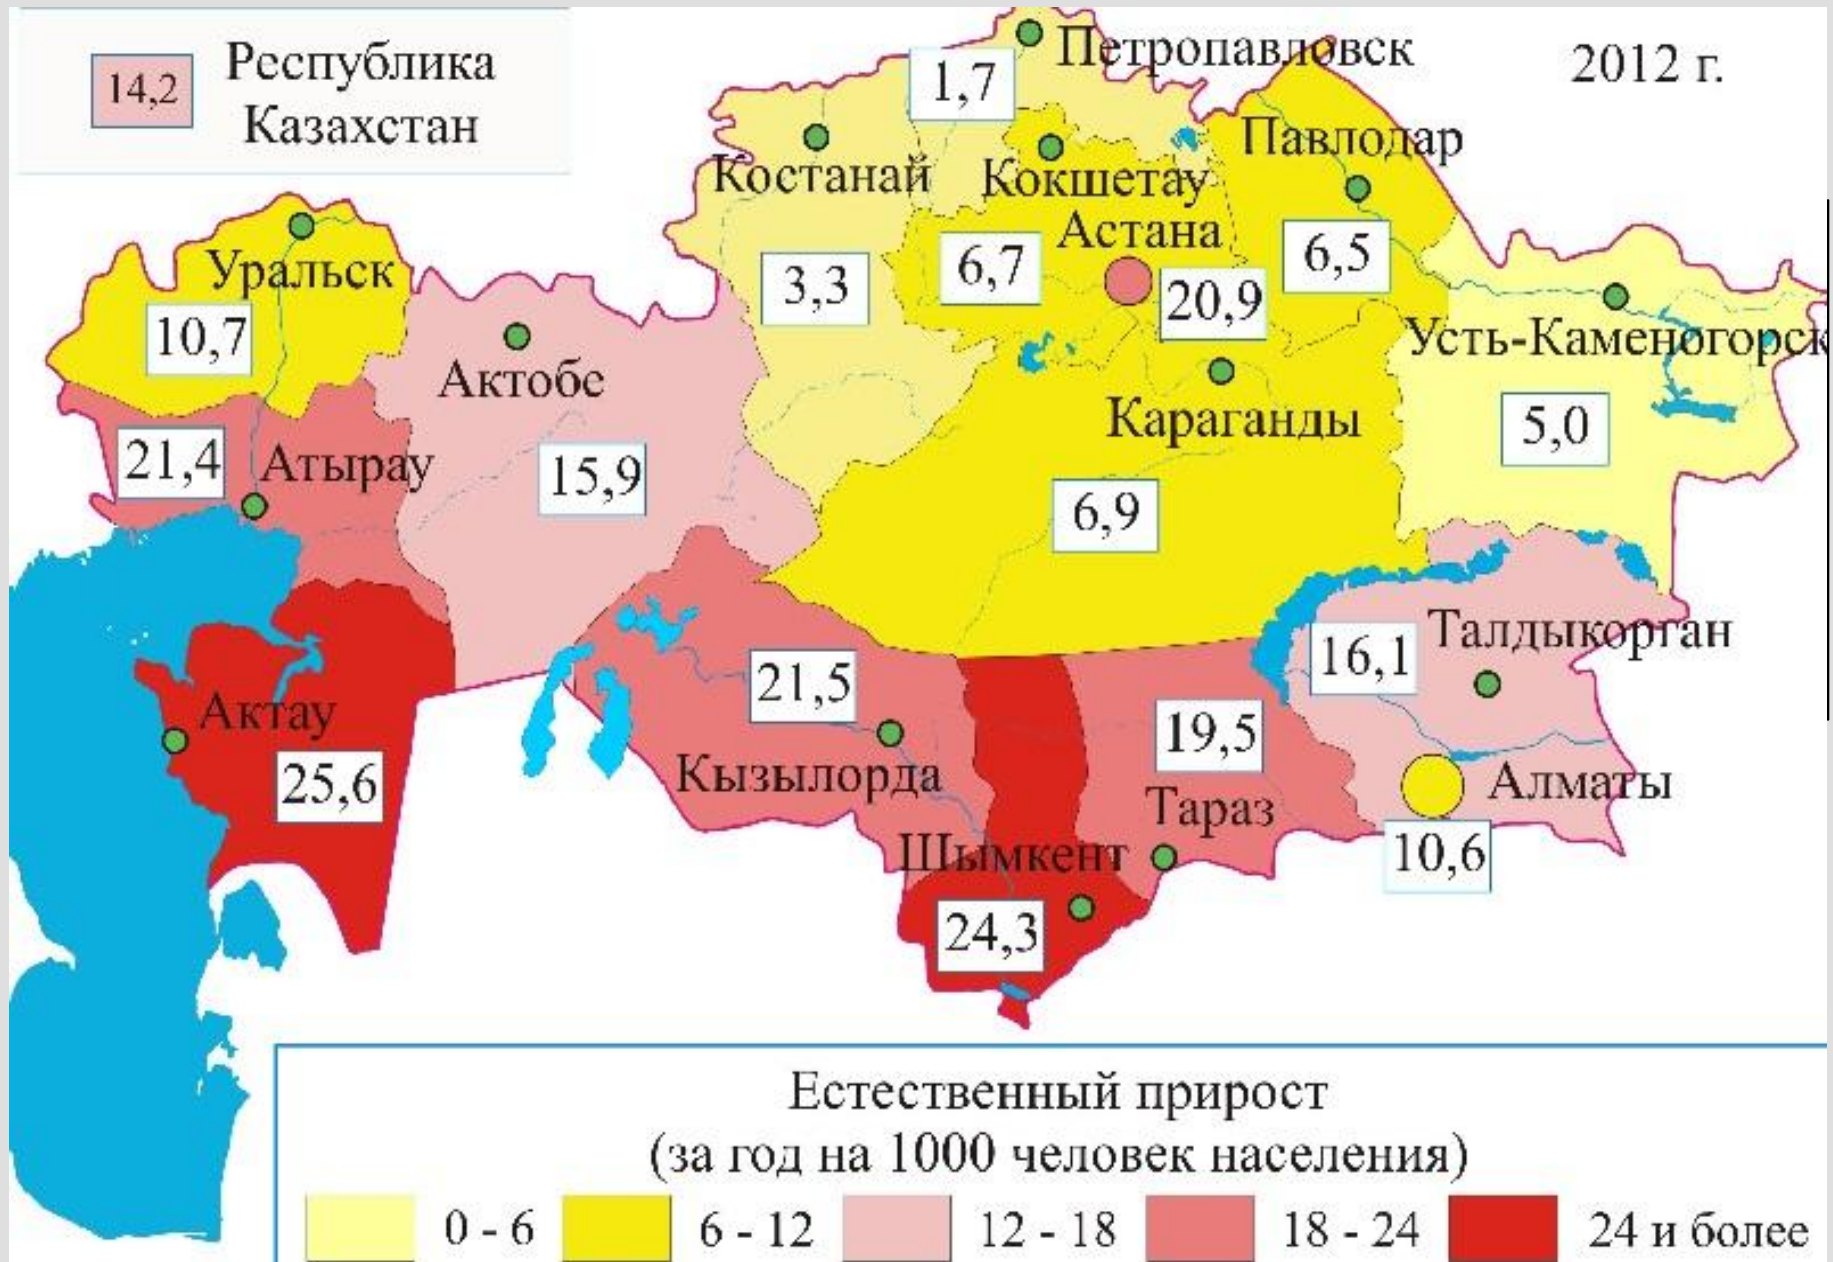 14,2
Республика
Казахстан
2012 г.
Петропавловск
1,7
Костанай
3,3
Кокшетау
6,7
Астана
20,9
Павлодар
6,5
Усть-Каменогорск
5,0
Уральск
10,7
Актобе
15,9
Атырау
21,4
Караганды
6,9
Актау
25,6
21,5
Кызылорда
Шымкент
24,3
19,5
Тараз
16,1
Талдыкорган
Алматы
10,6
Естественный прирост
(за год на 1000 человек населения)
0 - 6
6 - 12
12 - 18
18 - 24
24 и более